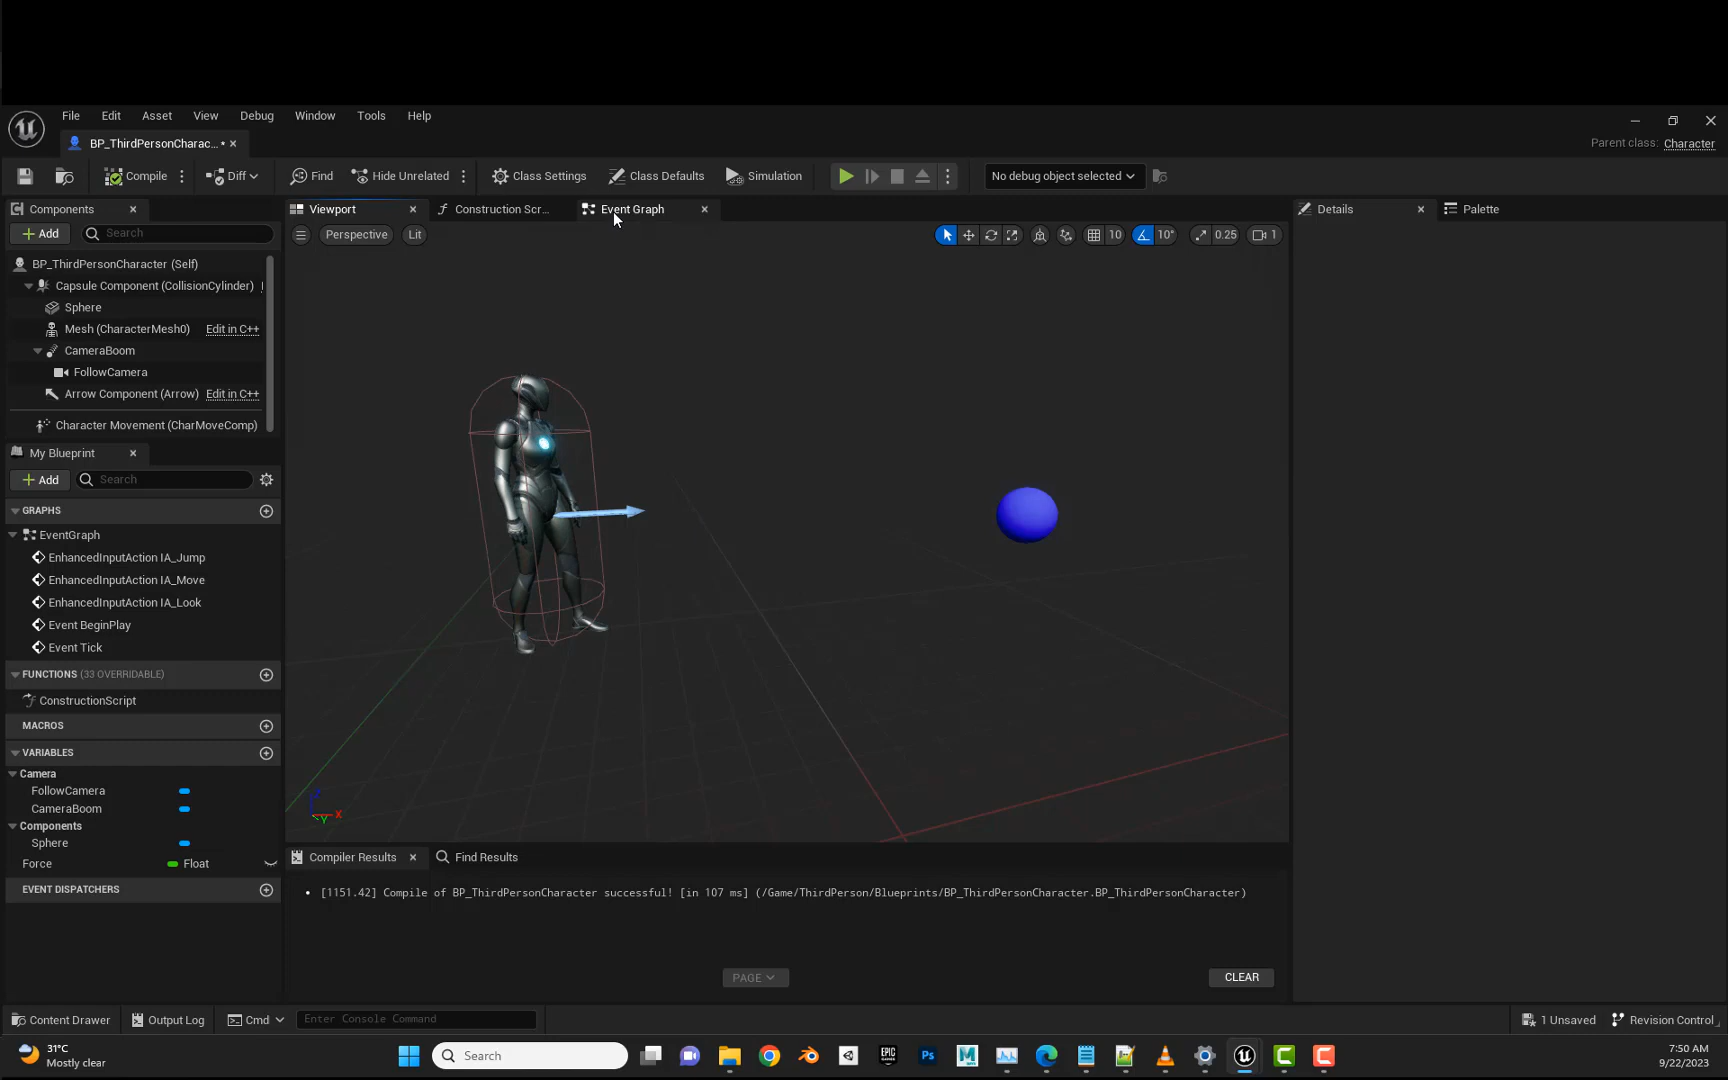 File Edit Asset View Debug Window Tools Help
BP_ThirdPersonCharac... •
Parent class: Character
Compile Diff Find Hide Unrelated Class Settings Class Defaults Simulation No debug object selected
Components
Viewport Construction Scr... Event Graph
Details Palette
Add Search
Perspective Lit
10 10° 0.25 1
BP_ThirdPersonCharacter (Self)
Capsule Component (CollisionCylinder)
Sphere
Mesh (CharacterMesh0) Edit in C++
CameraBoom
FollowCamera
Arrow Component (Arrow) Edit in C++
Character Movement (CharMoveComp)
My Blueprint
Add Search
GRAPHS
EventGraph
EnhancedInputAction IA_Jump
EnhancedInputAction IA_Move
EnhancedInputAction IA_Look
Event BeginPlay
Event Tick
FUNCTIONS (33 OVERRIDABLE)
ConstructionScript
MACROS
VARIABLES
Camera
FollowCamera
CameraBoom
Components
Sphere
Force Float
EVENT DISPATCHERS
Z X Y
Compiler Results Find Results
• [1151.42] Compile of BP_ThirdPersonCharacter successful! [in 107 ms] (/Game/ThirdPerson/Blueprints/BP_ThirdPersonCharacter.BP_ThirdPersonCharacter)
PAGE CLEAR
Content Drawer Output Log Cmd Enter Console Command 1 Unsaved Revision Control
31°C
Mostly clear
Search
EPIC GAMES
Ps
M
7:50 AM
9/22/2023